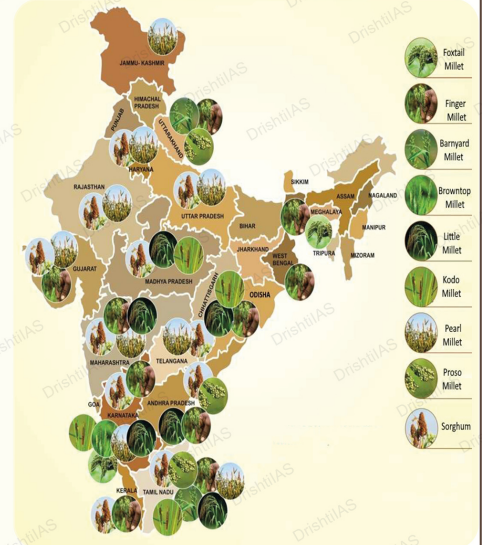 DrishtiIAS
JAMMU- KASHMIR
HIMACHAL
PRADESH
PUNJAB
UTTARAKHAND
HARYANA
RAJASTHAN
UTTAR PRADESH
SIKKIM
ASSAM
NAGALAND
MEGHALAYA
BIHAR
MANIPUR
TRIPURA
MIZORAM
JHARKHAND
WEST
BENGAL
GUJARAT
MADHYA PRADESH
CHHATTISGARH
ODISHA
MAHARASHTRA
TELANGANA
GOA
KARNATAKA
ANDHRA PRADESH
KERALA
TAMIL NADU
Foxtail
Millet
Finger
Millet
Barnyard
Millet
Browntop
Millet
Little
Millet
Kodo
Millet
Pearl
Millet
Proso
Millet
Sorghum